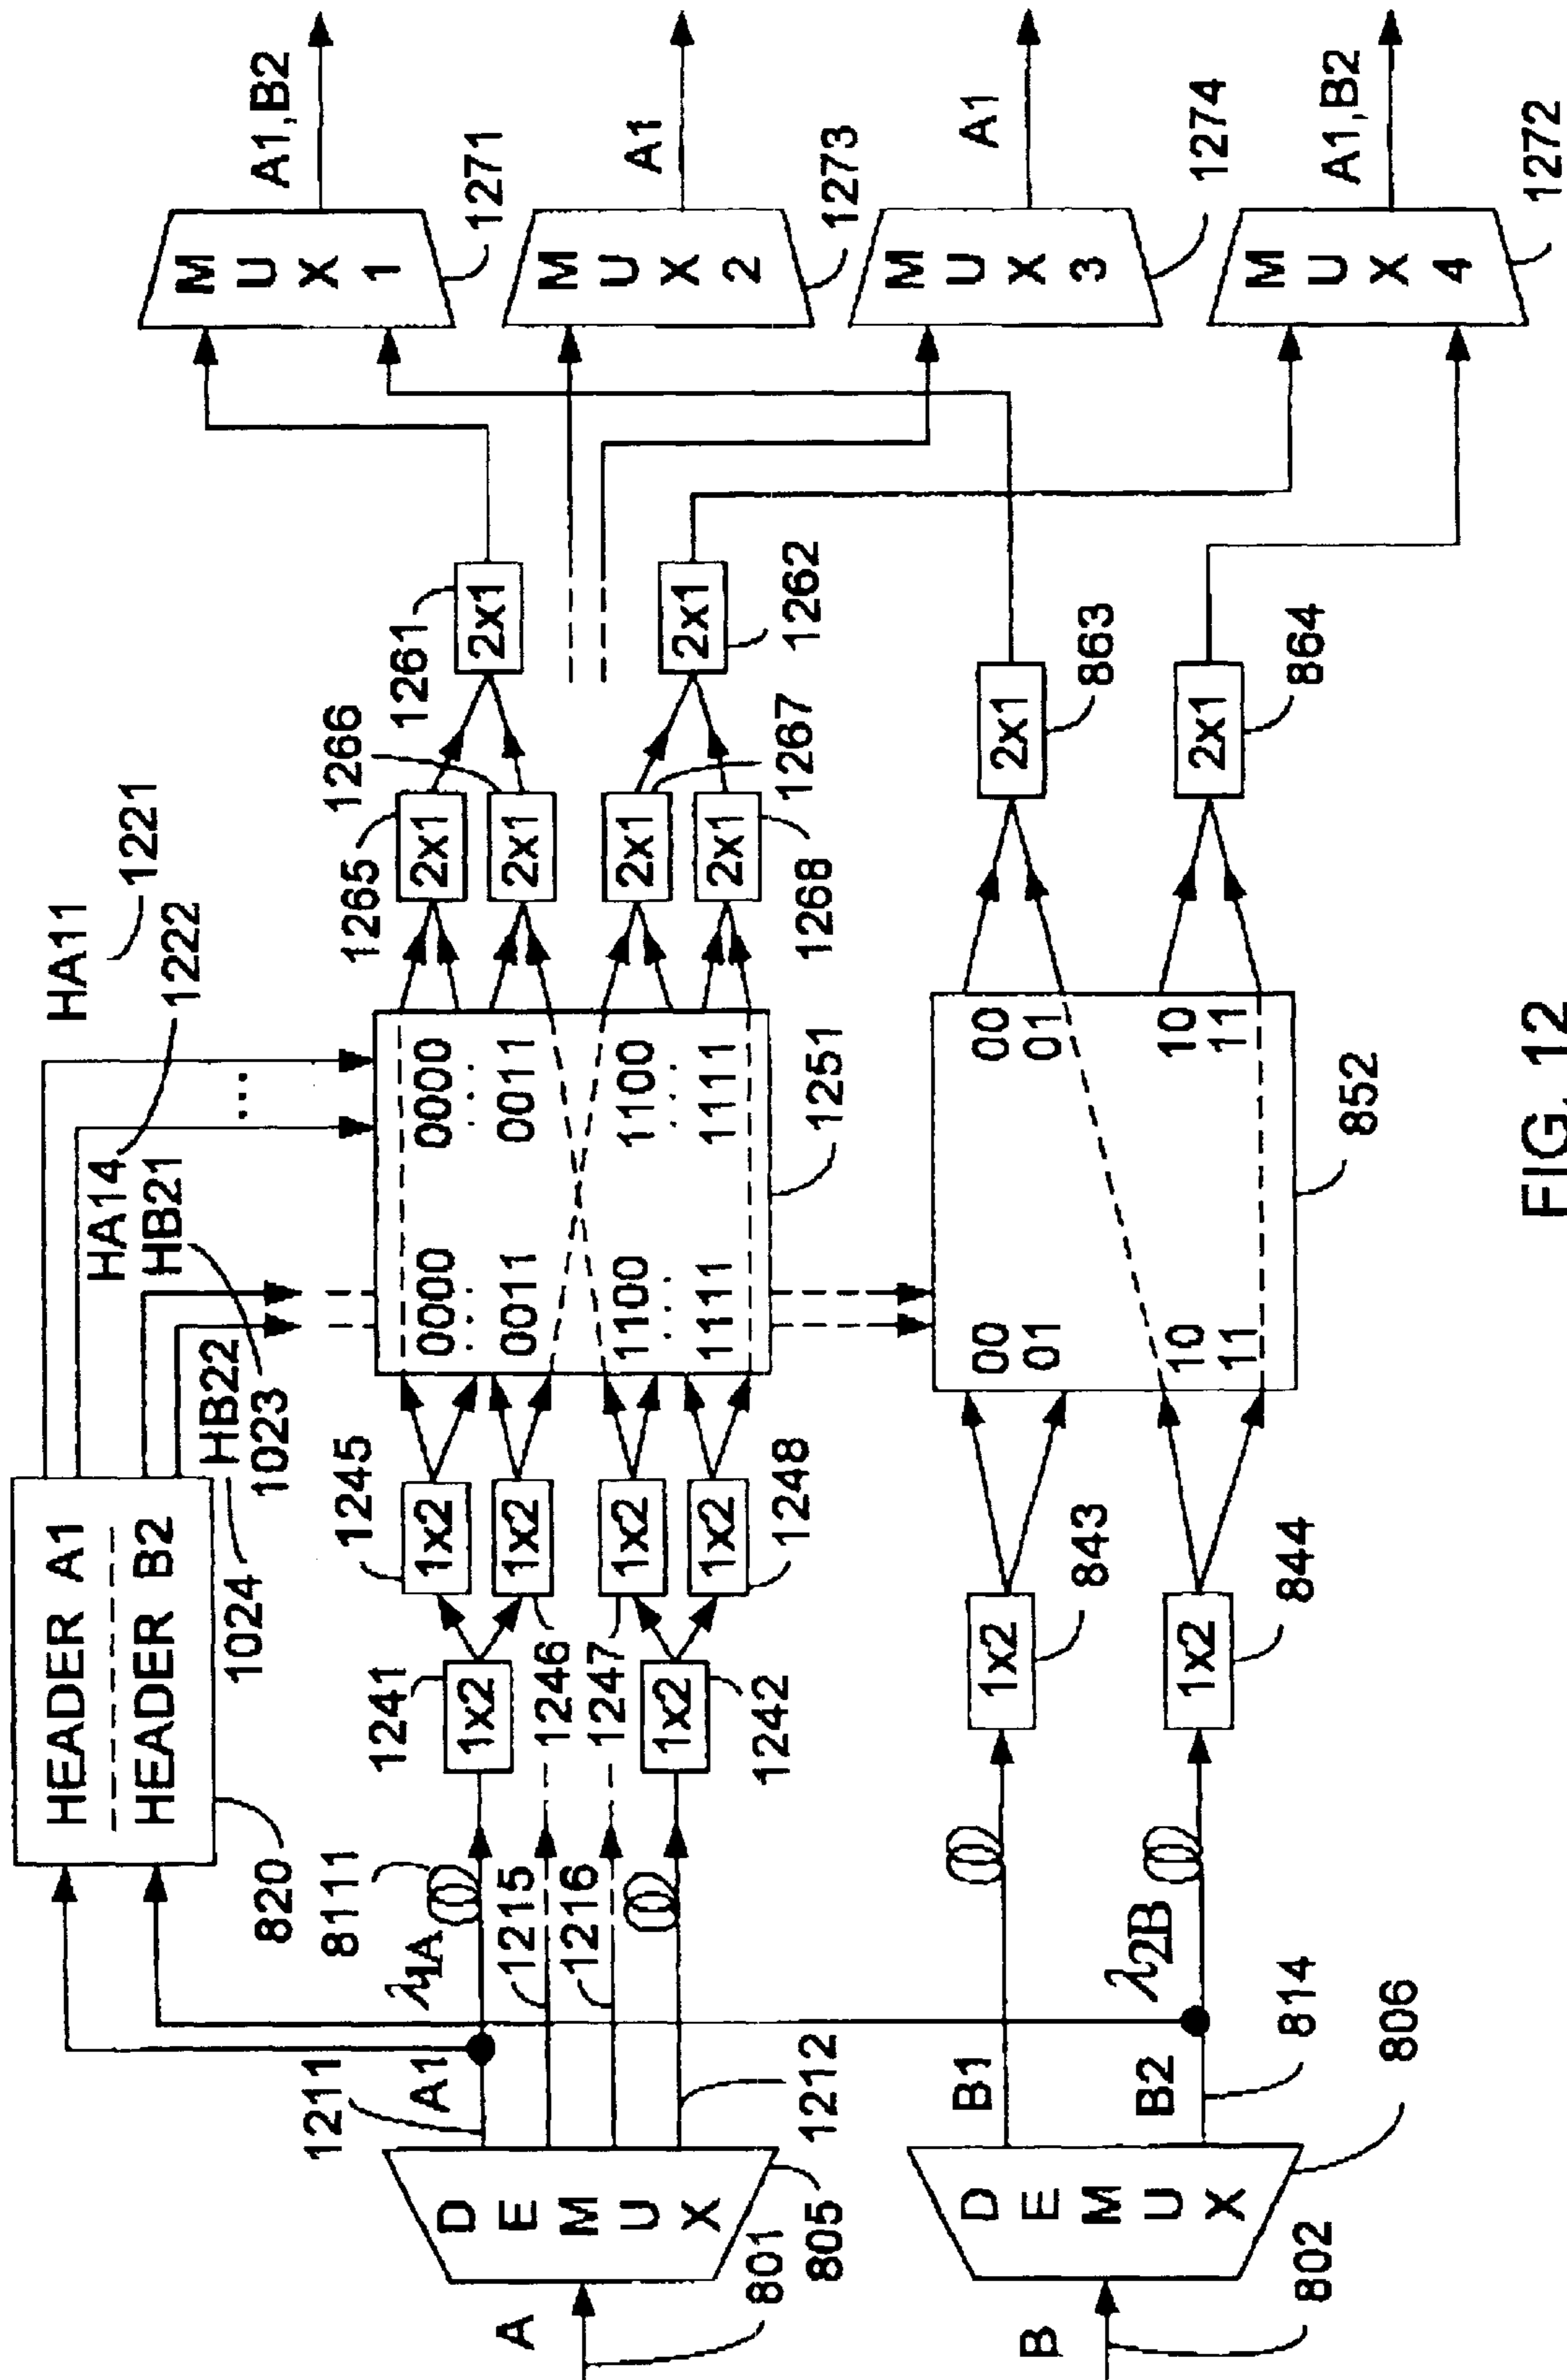 HEADER A1
HEADER B2
820
HA11
1221
HA14
1222
HB21
1023
HB22
1024
A
801
DEMUX
805
1211
A1
λ1A
8111
1215
1216
1212
1241
1x2
1246
1247
1x2
1242
1245
1x2
1x2
1x2
1x2
1248
...
0000
0011
1100
1111
0000
0011
1100
1111
1251
1265
2x1
1266
2x1
2x1
1267
2x1
1268
1261
2x1
2x1
1262
MUX 1
A1,B2
1271
MUX 2
A1
1273
MUX 3
A1
1274
MUX 4
A1,B2
1272
B
802
DEMUX
806
B1
B2
814
λ2B
1x2
843
1x2
844
00
01
10
11
00
01
10
11
852
2x1
863
2x1
864
FIG. 12